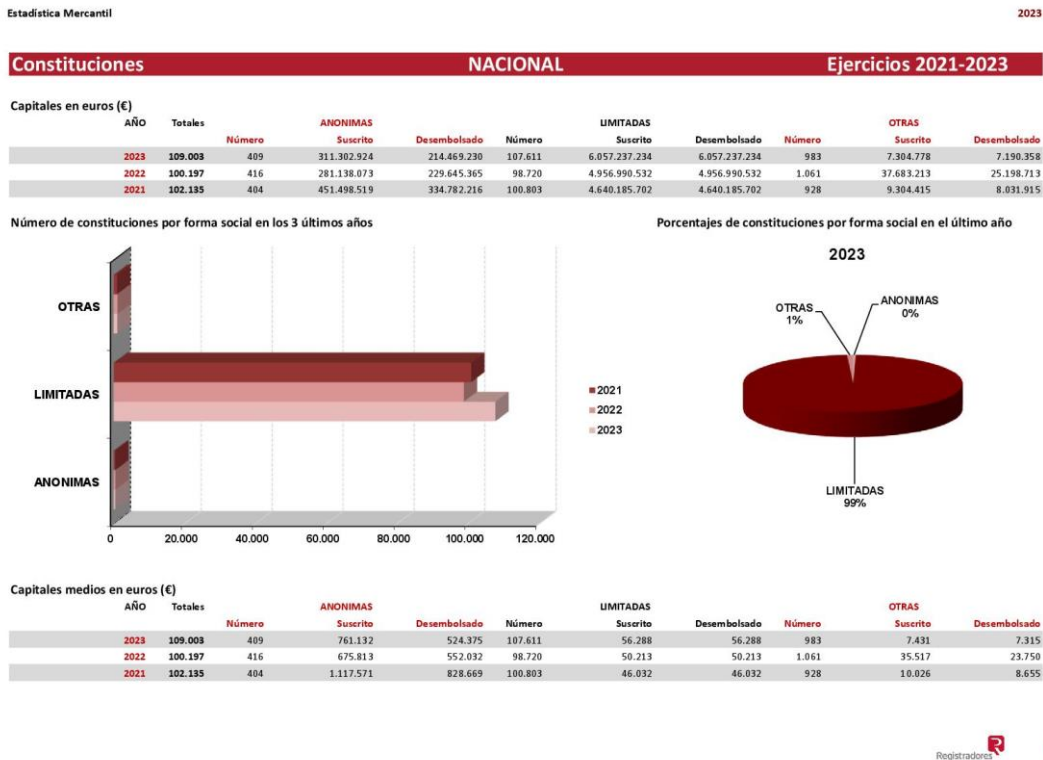 Estadística Mercantil 2023
Constituciones NACIONAL Ejercicios 2021-2023
Capitales en euros (€)
AÑO Totales ANONIMAS LIMITADAS OTRAS
Número Suscrito Desembolsado Número Suscrito Desembolsado Número Suscrito Desembolsado
2023 109.003 409 311.302.924 214.469.230 107.611 6.057.237.234 6.057.237.234 983 7.304.778 7.190.358
2022 100.197 416 281.138.073 229.645.365 98.720 4.956.990.532 4.956.990.532 1.061 37.683.213 25.198.713
2021 102.135 404 451.498.519 334.782.216 100.803 4.640.185.702 4.640.185.702 928 9.304.415 8.031.915
Número de constituciones por forma social en los 3 últimos años
OTRAS
LIMITADAS
ANONIMAS
0 20.000 40.000 60.000 80.000 100.000 120.000
2021
2022
2023
Porcentajes de constituciones por forma social en el último año
2023
OTRAS
1%
ANONIMAS
0%
LIMITADAS
99%
Capitales medios en euros (€)
AÑO Totales ANONIMAS LIMITADAS OTRAS
Número Suscrito Desembolsado Número Suscrito Desembolsado Número Suscrito Desembolsado
2023 109.003 409 761.132 524.375 107.611 56.288 56.288 983 7.431 7.315
2022 100.197 416 675.813 552.032 98.720 50.213 50.213 1.061 35.517 23.750
2021 102.135 404 1.117.571 828.669 100.803 46.032 46.032 928 10.026 8.655
Registradores